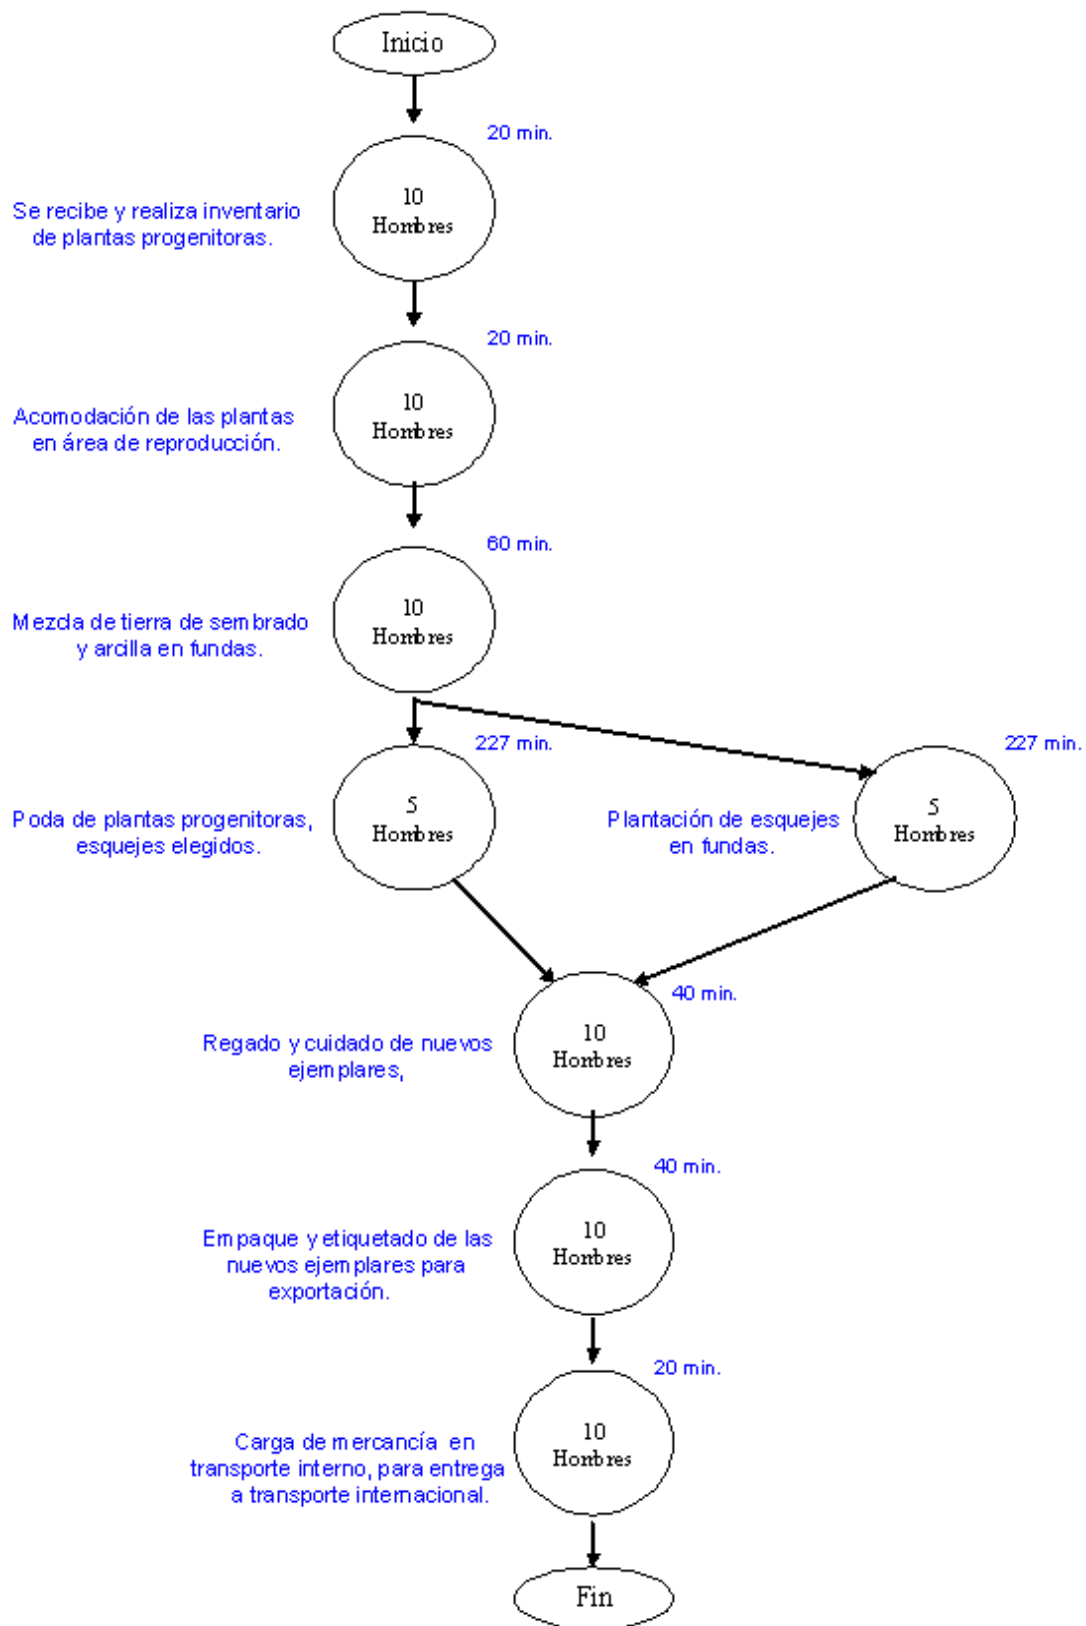 Inicio
20 min.
10
Hombres
Se recibe y realiza inventario
de plantas progenitoras.
20 min.
10
Hombres
Acomodación de las plantas
en área de reproducción.
60 min.
10
Hombres
Mezcla de tierra de sembrado
y arcilla en fundas.
227 min.
227 min.
5
Hombres
Poda de plantas progenitoras,
esquejes elegidos.
Plantación de esquejes
en fundas.
5
Hombres
40 min.
10
Hombres
Regado y cuidado de nuevos
ejemplares,
40 min.
10
Hombres
Empaque y etiquetado de las
nuevos ejemplares para
exportación.
20 min.
10
Hombres
Carga de mercancía en
transporte interno, para entrega
a transporte internacional.
Fin